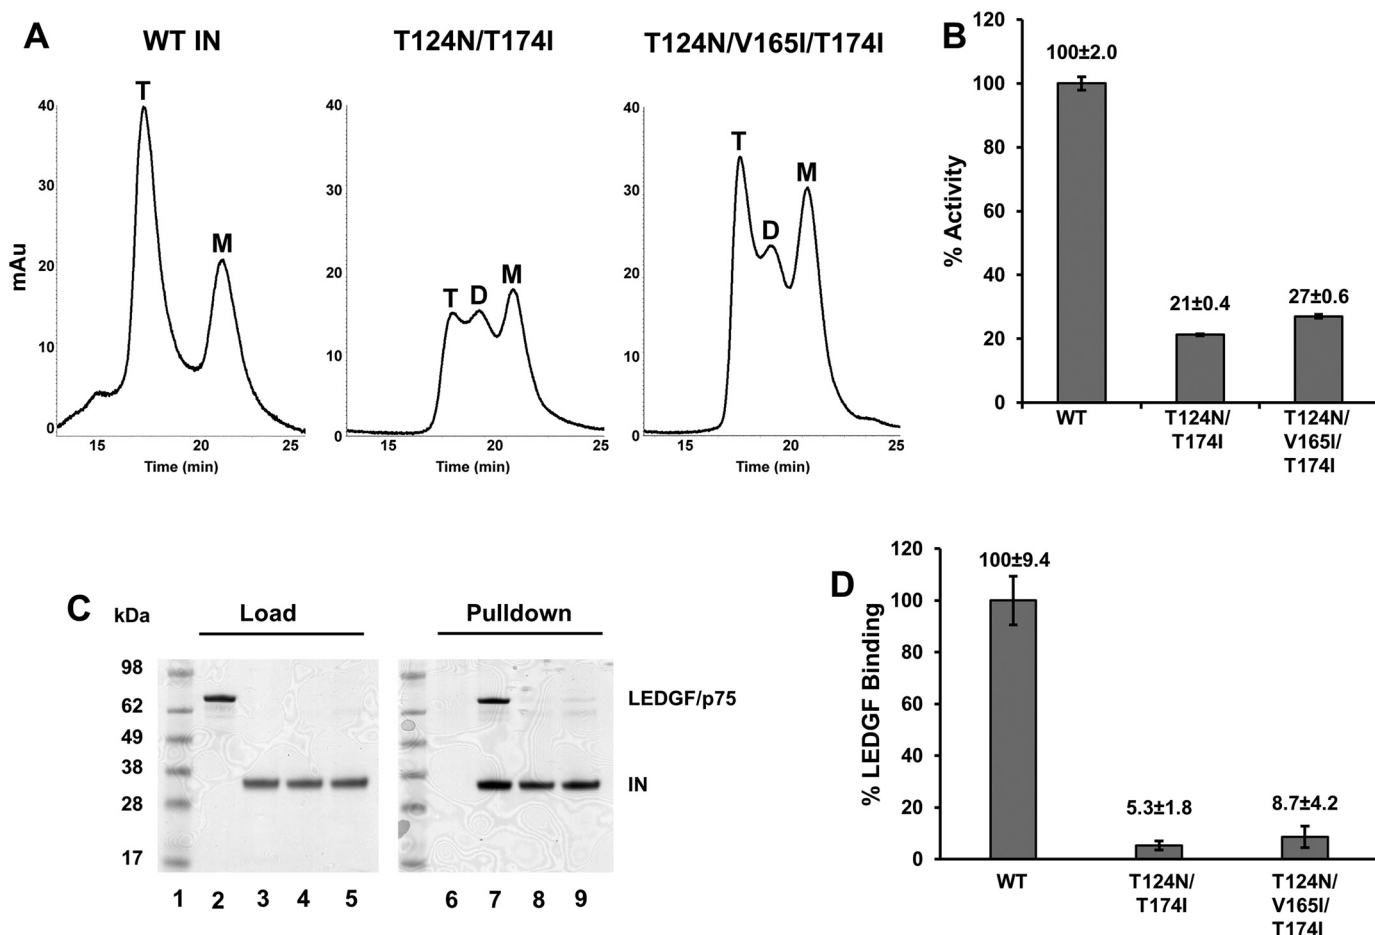 A
WT IN
T124N/T174I
T124N/V165I/T174I
mAu
40
30
20
10
0
T
M
15
20
25
Time (min)
40
30
20
10
0
T
D
M
15
20
25
Time (min)
40
30
20
10
0
T
D
M
15
20
25
Time (min)
B
% Activity
120
100
80
60
40
20
0
100±2.0
21±0.4
27±0.6
WT
T124N/
T174I
T124N/
V165I/
T174I
C
kDa
Load
Pulldown
98
62
49
38
28
17
LEDGF/p75
IN
1 2 3 4 5 6 7 8 9
D
% LEDGF Binding
120
100
80
60
40
20
0
100±9.4
5.3±1.8
8.7±4.2
WT
T124N/
T174I
T124N/
V165I/
T174I